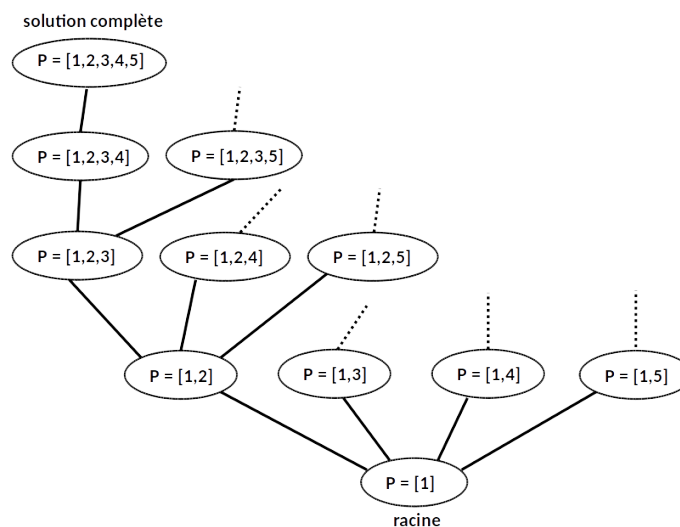 solution complète
P = [1,2,3,4,5]
P = [1,2,3,4]
P = [1,2,3,5]
P = [1,2,3]
P = [1,2,4]
P = [1,2,5]
P = [1,2]
P = [1,3]
P = [1,4]
P = [1,5]
P = [1]
racine